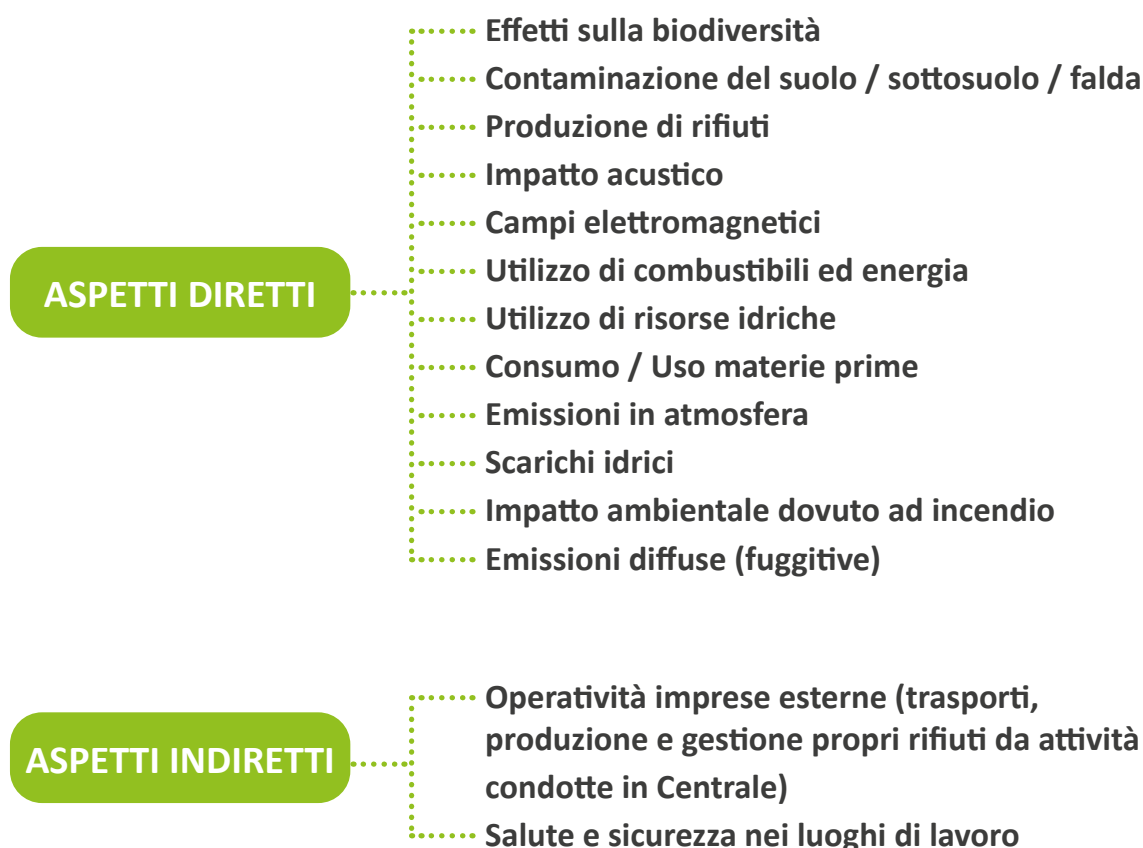 ASPETTI DIRETTI
Effetti sulla biodiversità
Contaminazione del suolo / sottosuolo / falda
Produzione di rifiuti
Impatto acustico
Campi elettromagnetici
Utilizzo di combustibili ed energia
Utilizzo di risorse idriche
Consumo / Uso materie prime
Emissioni in atmosfera
Scarichi idrici
Impatto ambientale dovuto ad incendio
Emissioni diffuse (fuggitive)
ASPETTI INDIRETTI
Operatività imprese esterne (trasporti,
produzione e gestione propri rifiuti da attività
condotte in Centrale)
Salute e sicurezza nei luoghi di lavoro